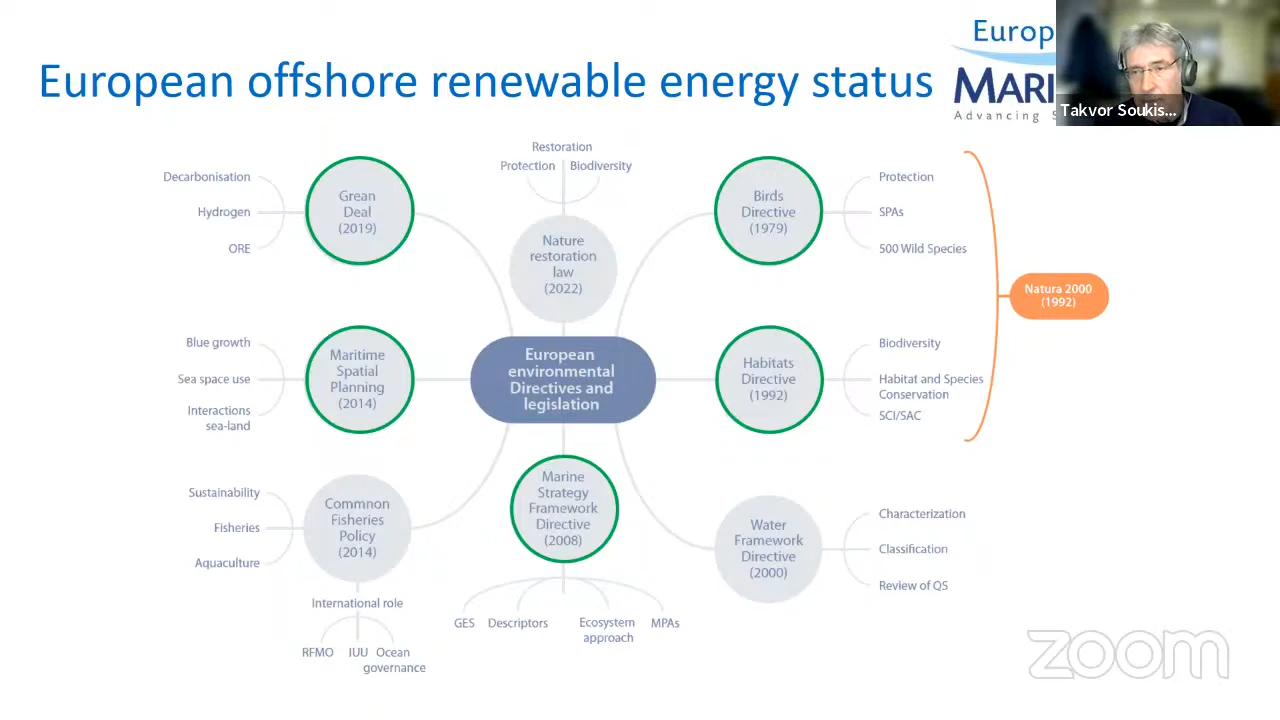 European offshore renewable energy status
Europ
MARI
Advancing S
Takvor Soukis...
Restoration
Protection
Biodiversity
Decarbonisation
Hydrogen
ORE
Grean
Deal
(2019)
Nature
restoration
law
(2022)
Birds
Directive
(1979)
Protection
SPAs
500 Wild Species
Natura 2000
(1992)
Blue growth
Sea space use
Interactions
sea-land
Maritime
Spatial
Planning
(2014)
European
environmental
Directives and
legislation
Habitats
Directive
(1992)
Biodiversity
Habitat and Species
Conservation
SCI/SAC
Sustainability
Fisheries
Aquaculture
Commnon
Fisheries
Policy
(2014)
International role
RFMO
IUU
Ocean
governance
Marine
Strategy
Framework
Directive
(2008)
GES
Descriptors
Ecosystem
approach
MPAs
Water
Framework
Directive
(2000)
Characterization
Classification
Review of QS
zoom